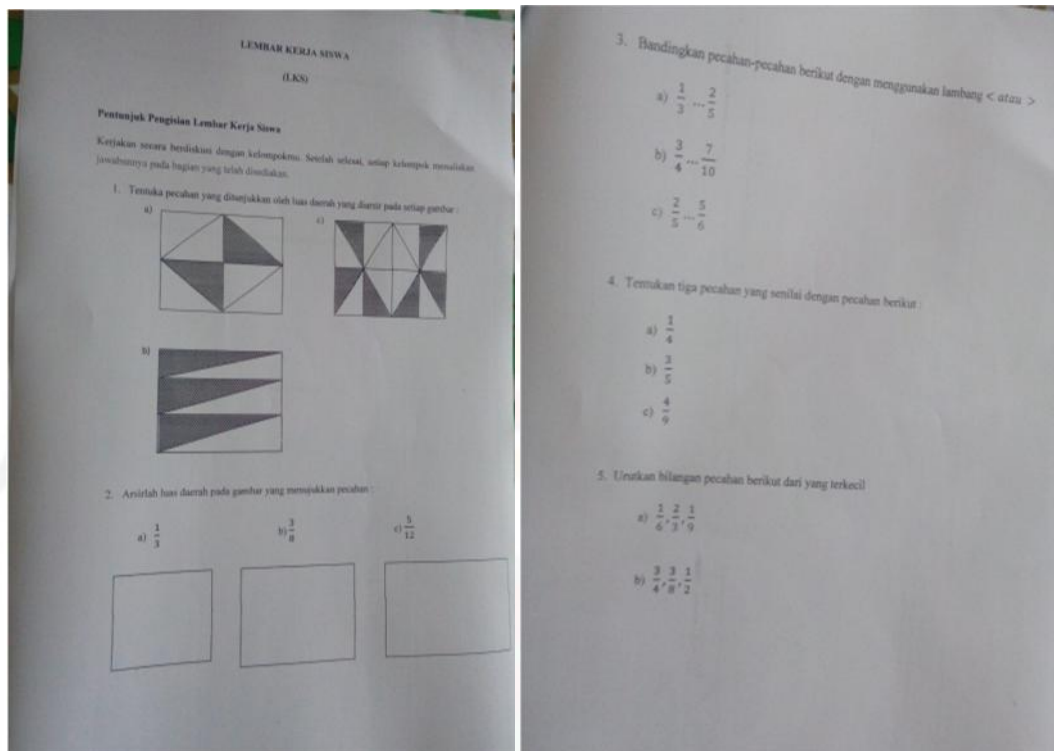 LEMBAR KERJA SISWA
(LKS)
Pentunjuk Pengisian Lembar Kerja Siswa
Kerjakan secara berdiskusi dengan kelompokmu. Setelah selesai, setiap kelompok menuliskan
jawabannya pada bagian yang telah disediakan.
1. Tentuka pecahan yang ditunjukkan oleh luas daerah yang diarsir pada setiap gambar :
a)
c)
b)
2. Arsirlah luas daerah pada gambar yang menujukkan pecahan :
a) 1/3
b) 3/8
c) 5/12
3. Bandingkan pecahan-pecahan berikut dengan menggunakan lambang < atau >
a) 1/3 ... 2/5
b) 3/4 ... 7/10
c) 2/5 ... 5/6
4. Temukan tiga pecahan yang senilai dengan pecahan berikut :
a) 1/4
b) 3/5
c) 4/9
5. Urutkan bilangan pecahan berikut dari yang terkecil
a) 1/6, 2/3, 1/9
b) 3/4, 3/8, 1/2